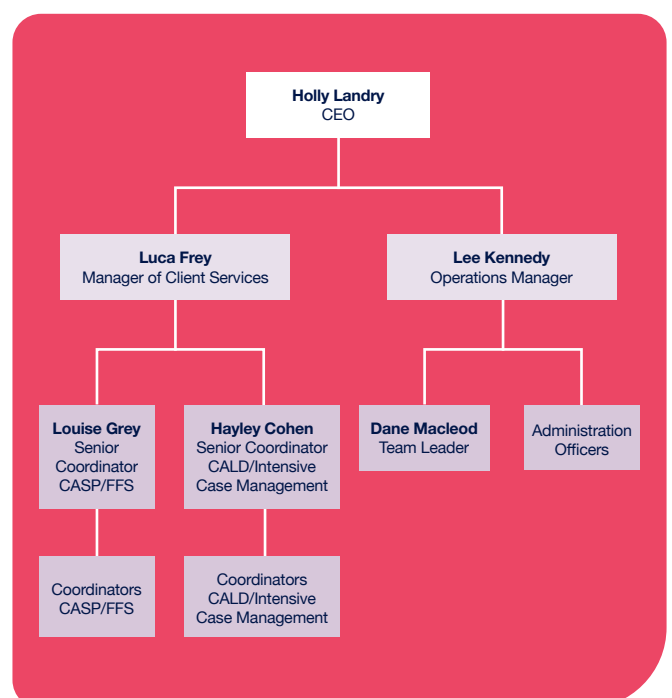 Holly Landry
CEO
Luca Frey
Manager of Client Services
Lee Kennedy
Operations Manager
Louise Grey
Senior
Coordinator
CASP/FFS
Hayley Cohen
Senior Coordinator
CALD/Intensive
Case Management
Dane Macleod
Team Leader
Administration
Officers
Coordinators
CASP/FFS
Coordinators
CALD/Intensive
Case Management